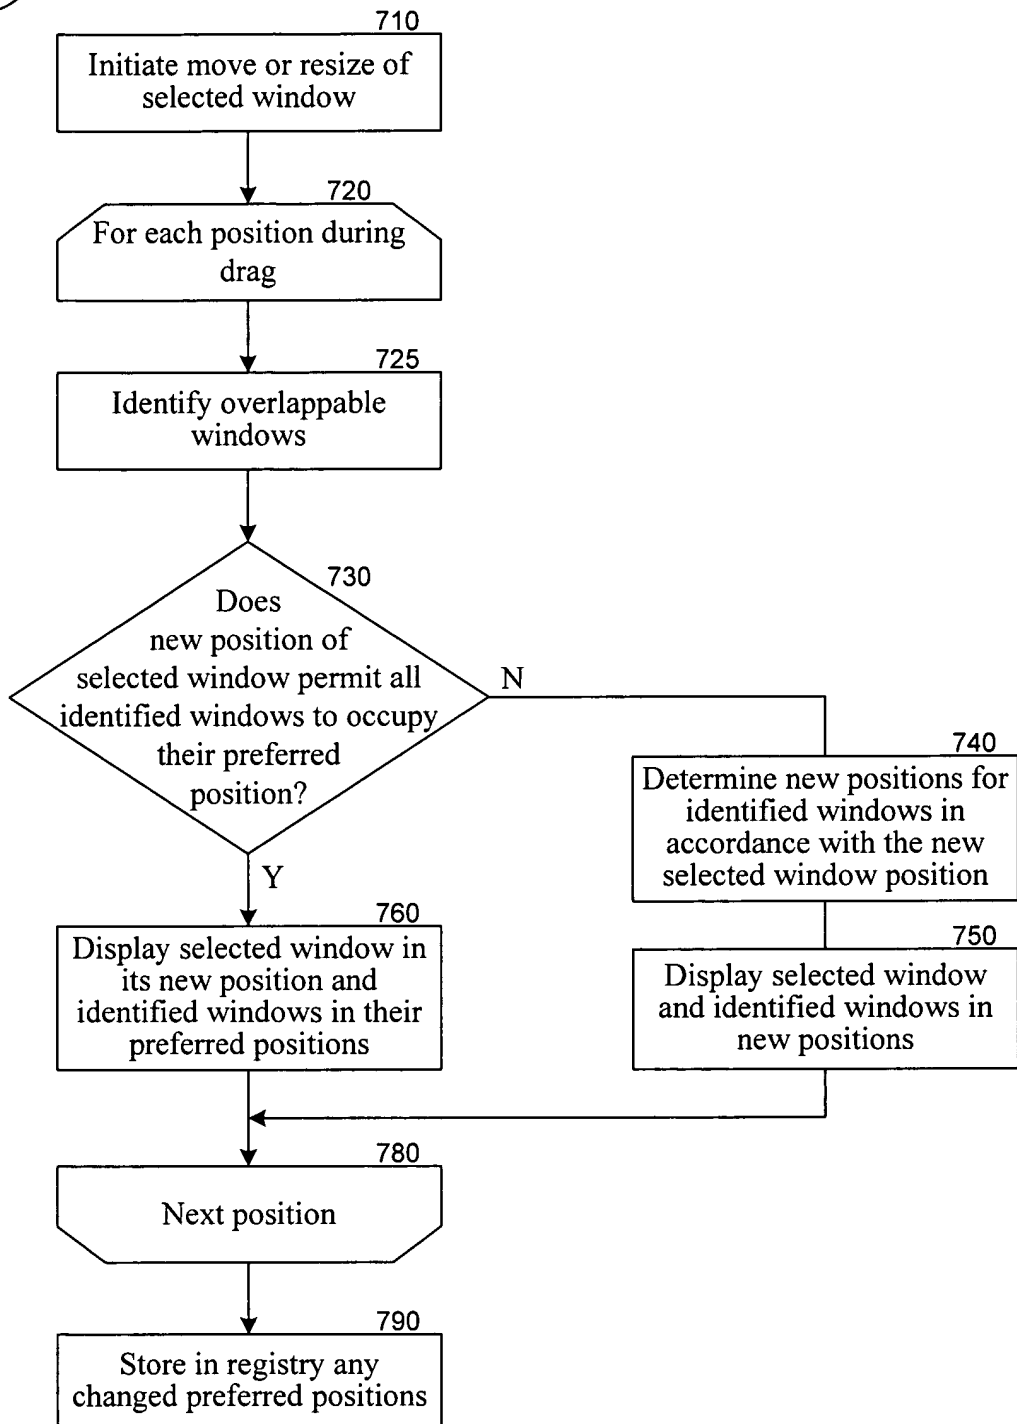 710
Initiate move or resize of
selected window
720
For each position during
drag
725
Identify overlappable
windows
730
Does
new position of
selected window permit all
identified windows to occupy
their preferred
position?
N
740
Determine new positions for
identified windows in
accordance with the new
selected window position
Y
760
Display selected window in
its new position and
identified windows in their
preferred positions
750
Display selected window
and identified windows in
new positions
780
Next position
790
Store in registry any
changed preferred positions